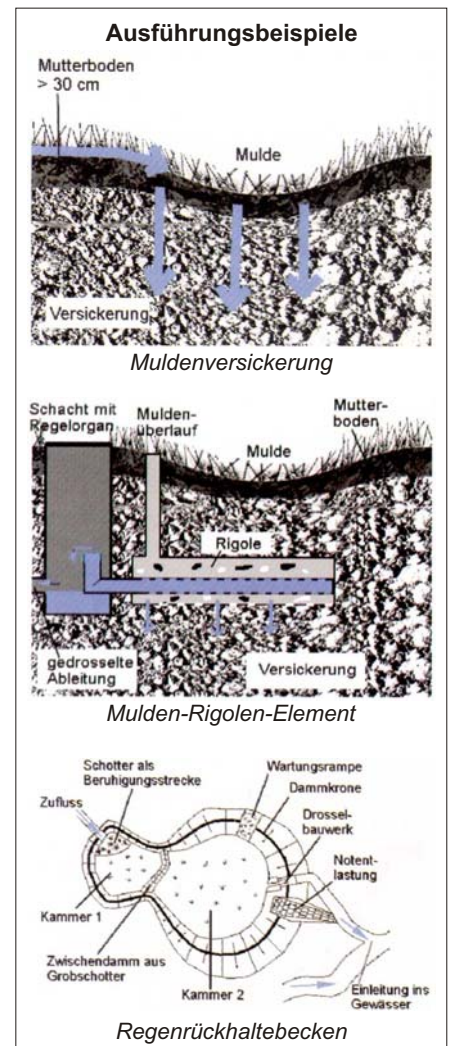 Ausführungsbeispiele
Mutterboden
> 30 cm
Mulde
Versickerung
Muldenversickerung
Schacht mit
Regelorgan
Mulden-
überlauf
Mulde
Mutter-
boden
Rigole
gedrosselte
Ableitung
Versickerung
Mulden-Rigolen-Element
Schotter als
Beruhigungsstrecke
Zufluss
Kammer 1
Zwischendamm aus
Grobschotter
Kammer 2
Wartungsrampe
Dammkrone
Drossel-
bauwerk
Notent-
lastung
Einleitung ins
Gewässer
Regenrückhaltebecken